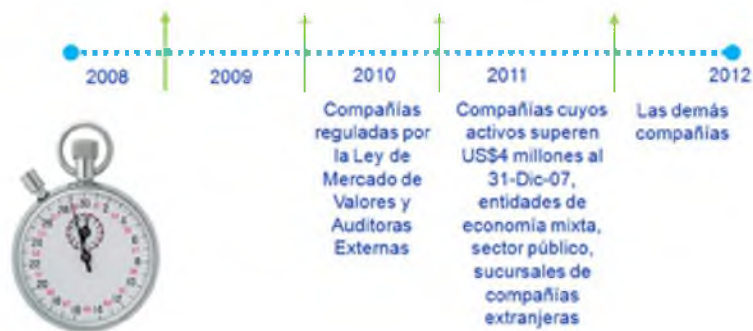 2008
2009
2010
2011
2012
Compañías
reguladas por
la Ley de
Mercado de
Valores y
Auditoras
Externas
Compañías cuyos
activos superen
US$4 millones al
31-Dic-07,
entidades de
economía mixta,
sector público,
sucursales de
compañías
extranjeras
Las demás
compañías